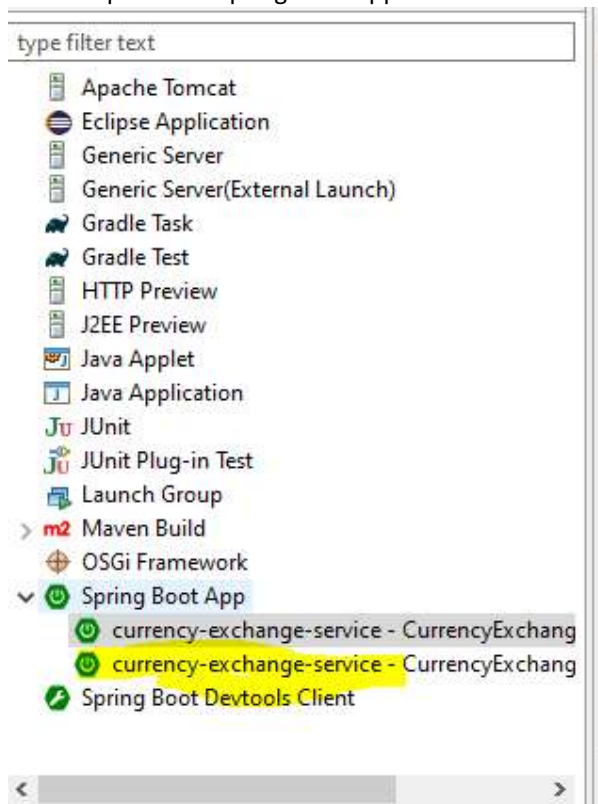 type filter text
Apache Tomcat
Eclipse Application
Generic Server
Generic Server(External Launch)
Gradle Task
Gradle Test
HTTP Preview
J2EE Preview
Java Applet
Java Application
Ju JUnit
JUnit Plug-in Test
Launch Group
m2 Maven Build
OSGi Framework
Spring Boot App
currency-exchange-service - CurrencyExchang
currency-exchange-service - CurrencyExchang
Spring Boot Devtools Client